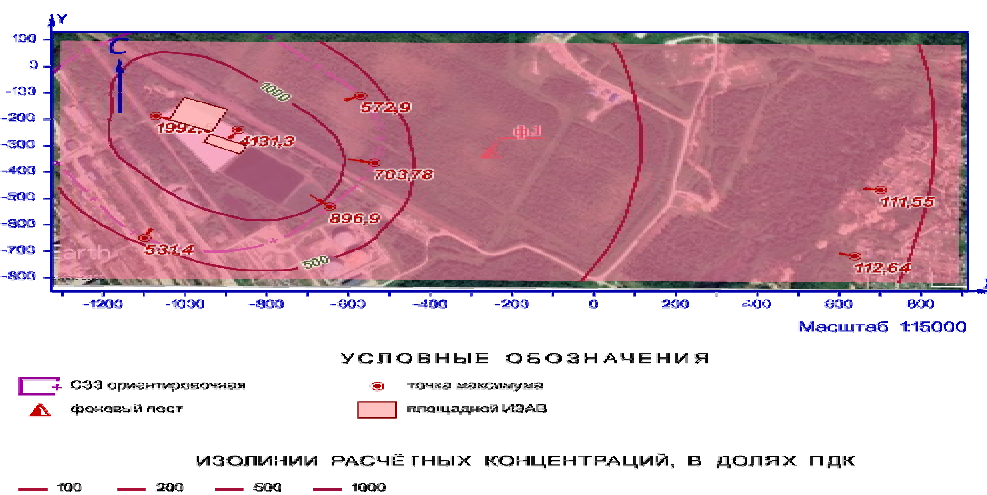 Y
100
0
-100
-200
-300
-400
-500
-600
-700
-800
С
1000
572,9
4131,3
703,78
896,9
531,4
500
111,55
112,64
-1200 -1000 -800 -600 -400 -200 0 200 400 600 800
Масштаб 1:15000
УСЛОВНЫЕ ОБОЗНАЧЕНИЯ
СЗЗ ориентировочная
точка максимума
фоновый пост
площадной ИЗАВ
ИЗОЛИНИИ РАСЧЁТНЫХ КОНЦЕНТРАЦИЙ, В ДОЛЯХ ПДК
100 200 500 1000